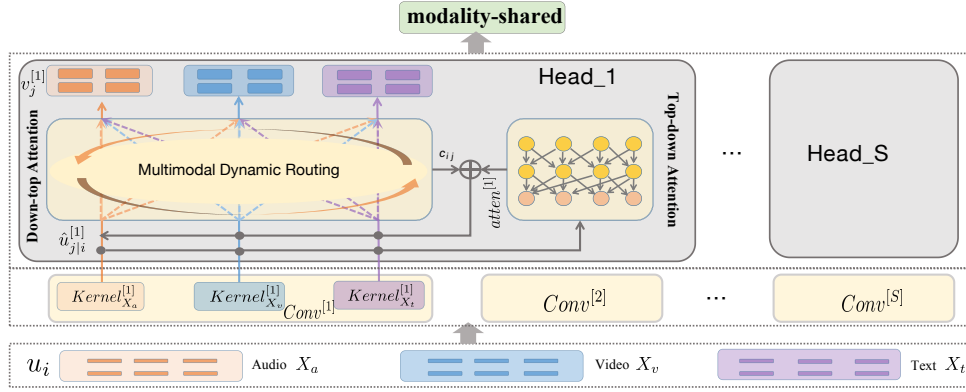 modality-shared
Head_1
$v_j^{[1]}$
Down-top Attention
Multimodal Dynamic Routing
$c_{ij}$
$atten^{[1]}$
Top-down Attention
...
Head_S
$\hat{u}_{j|i}^{[1]}$
$Kernel_{X_a}^{[1]}$
$Kernel_{X_v}^{[1]}$
$Kernel_{X_t}^{[1]}$
$Conv^{[1]}$
$Conv^{[2]}$
...
$Conv^{[S]}$
$u_i$
Audio $X_a$
Video $X_v$
Text $X_t$